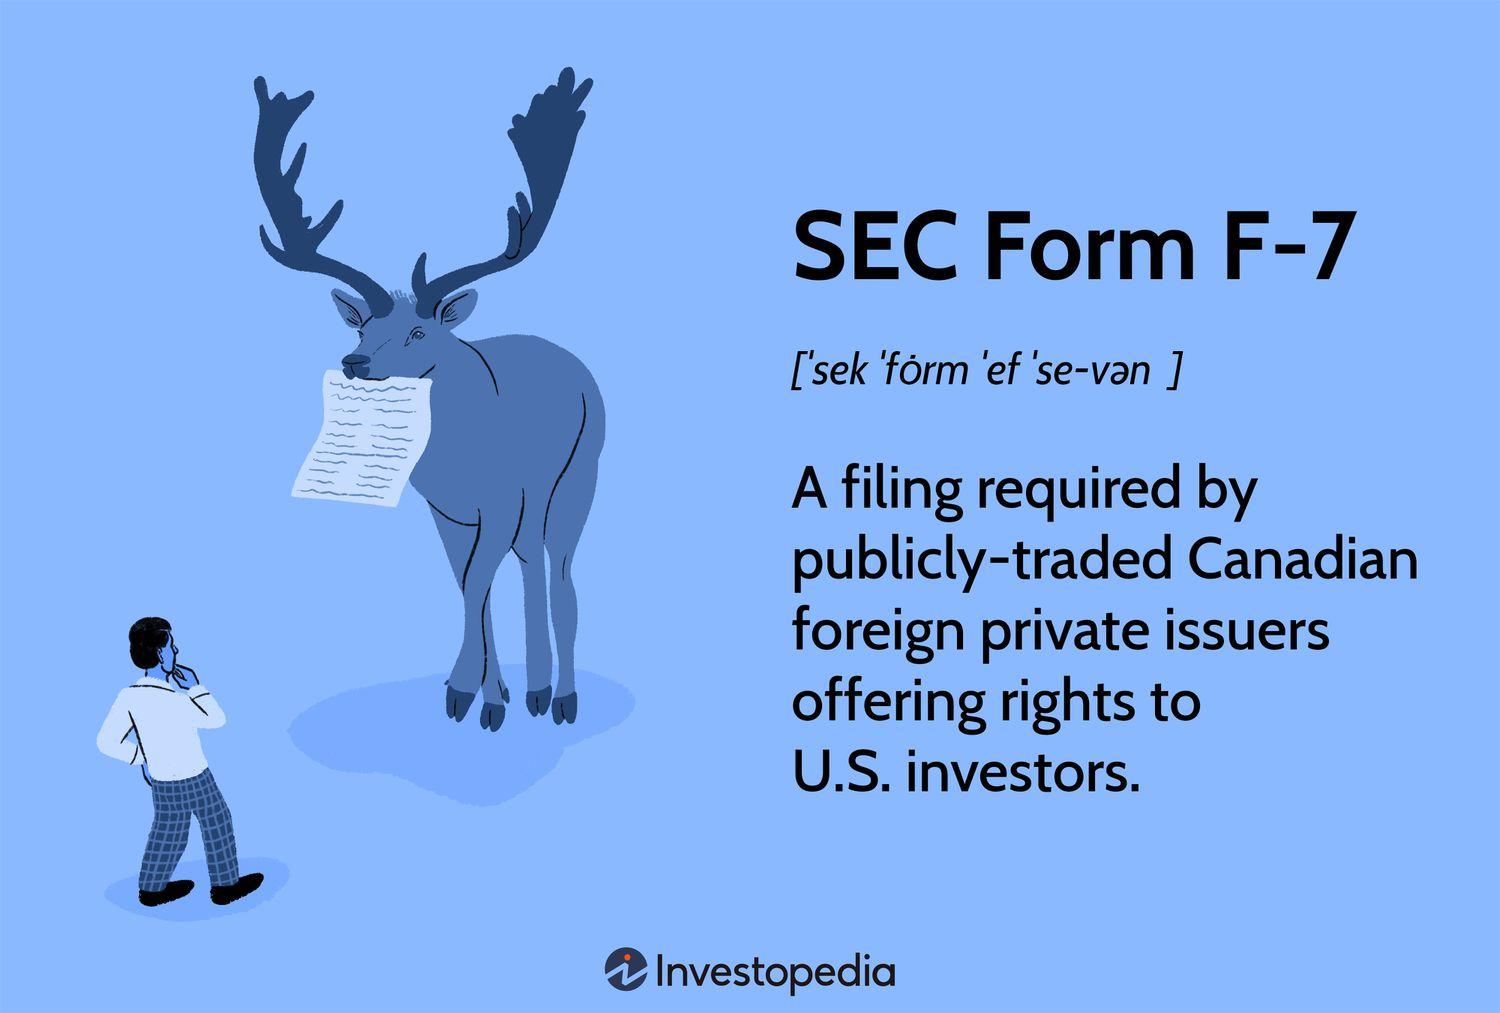 SEC Form F-7
[ˈsek ˈfȯrm ˈef ˈse-vən ]
A filing required by
publicly-traded Canadian
foreign private issuers
offering rights to
U.S. investors.
Investopedia